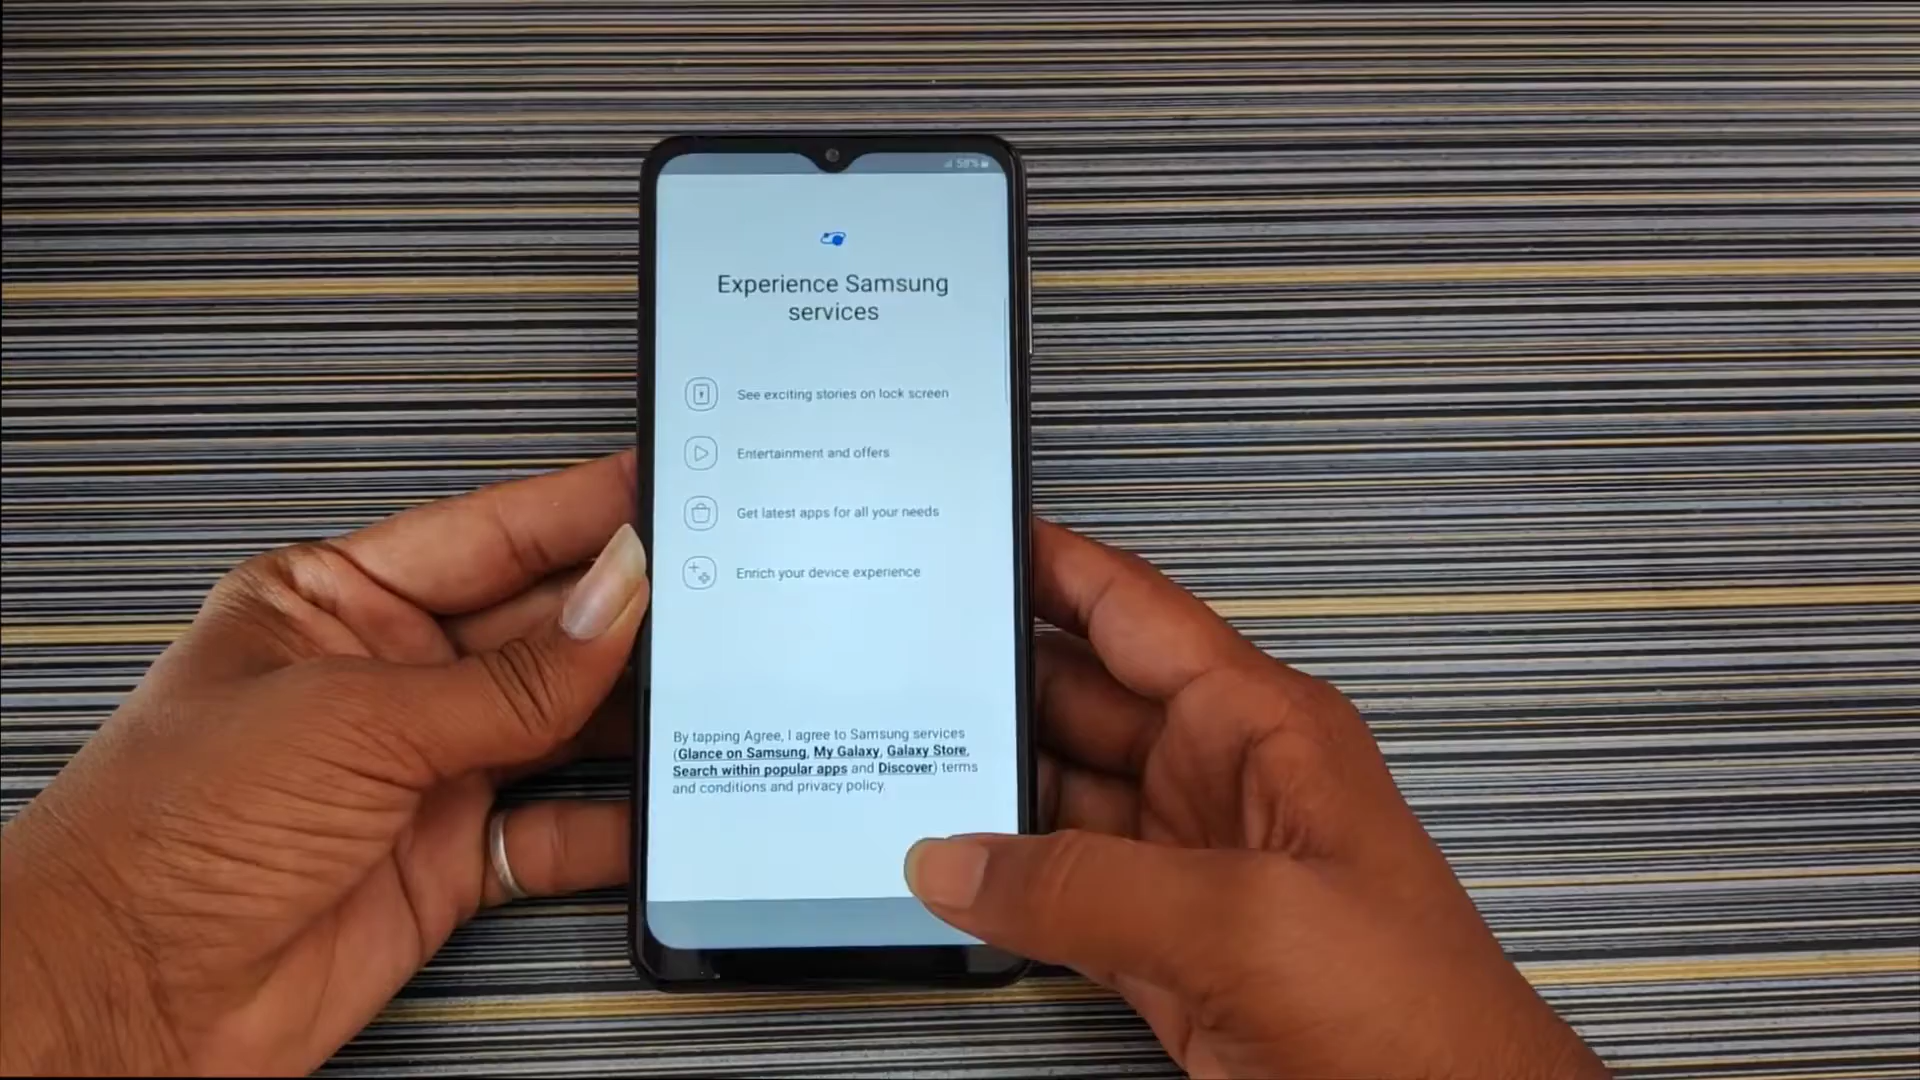 58%
Experience Samsung
services
See exciting stories on lock screen
Entertainment and offers
Get latest apps for all your needs
Enrich your device experience
By tapping Agree, I agree to Samsung services
(Glance on Samsung, My Galaxy, Galaxy Store,
Search within popular apps and Discover) terms
and conditions and privacy policy.